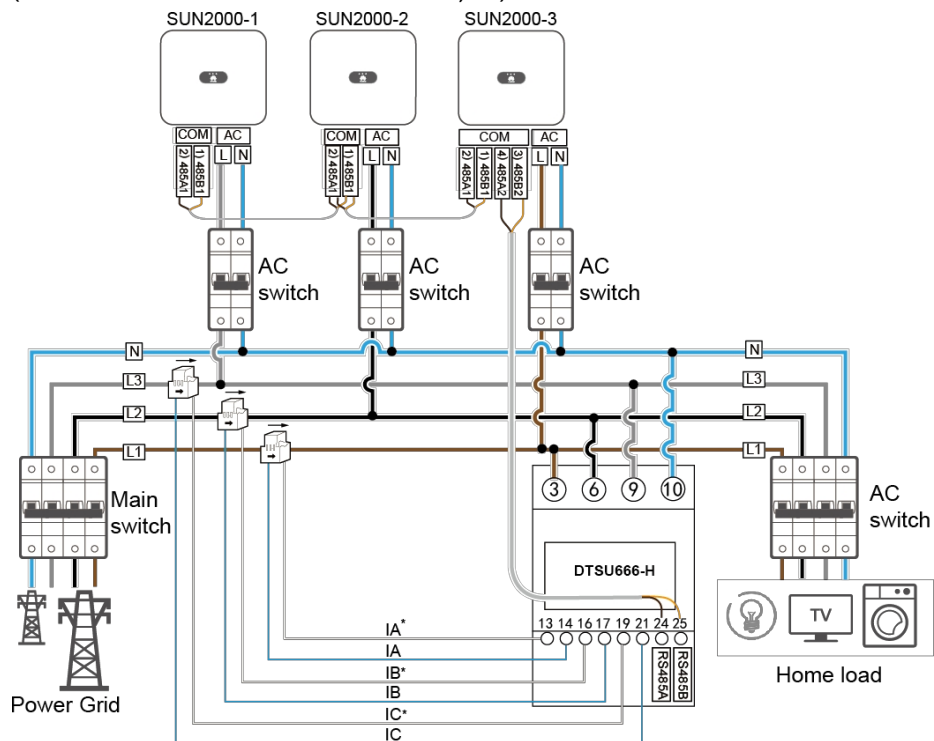 SUN2000-1
SUN2000-2
SUN2000-3
COM
AC
COM
AC
COM
AC
2) 485A1
1) 485B1
L
N
2) 485A1
1) 485B1
L
N
2) 485A1
1) 485B1
4) 485A2
3) 485B2
L
N
AC
switch
AC
switch
AC
switch
N
N
L3
L3
L2
L2
L1
L1
Main
switch
3
6
9
10
AC
switch
DTSU666-H
TV
13 14 16 17 19 21 24 25
RS485A
RS485B
IA*
IA
IB*
IB
IC*
IC
Power Grid
Home load